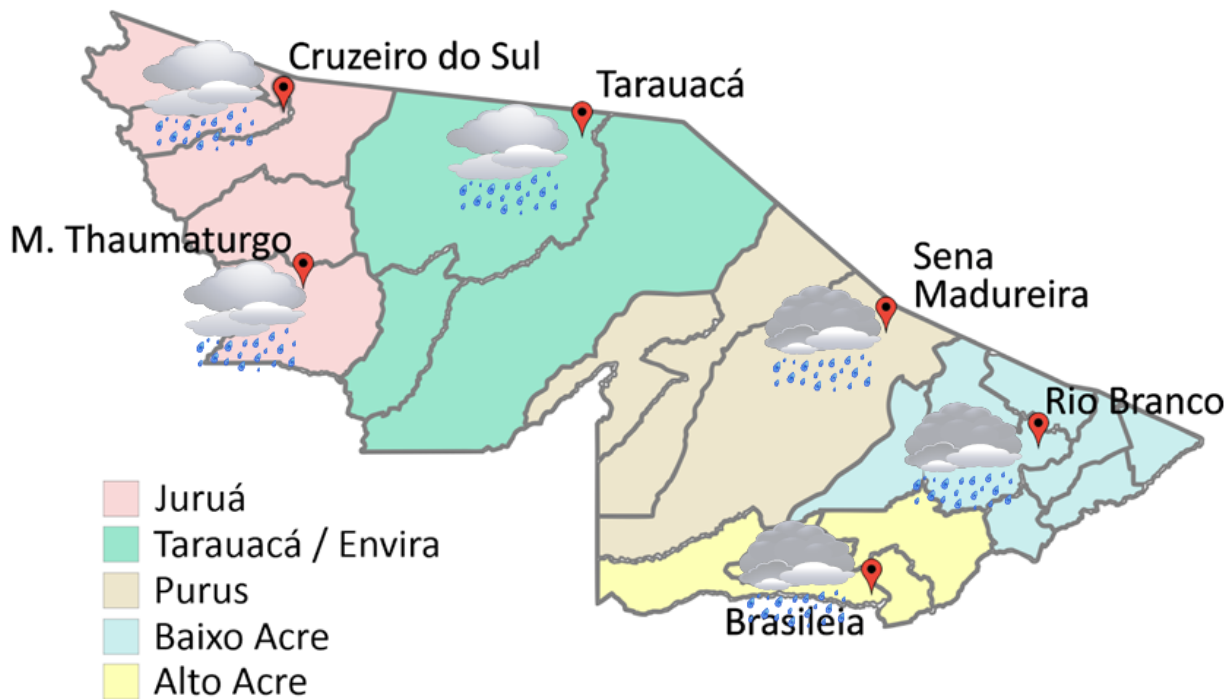 Cruzeiro do Sul
Tarauacá
M. Thaumaturgo
Sena
Madureira
Rio Branco
Brasileia
Juruá
Tarauacá / Envira
Purus
Baixo Acre
Alto Acre